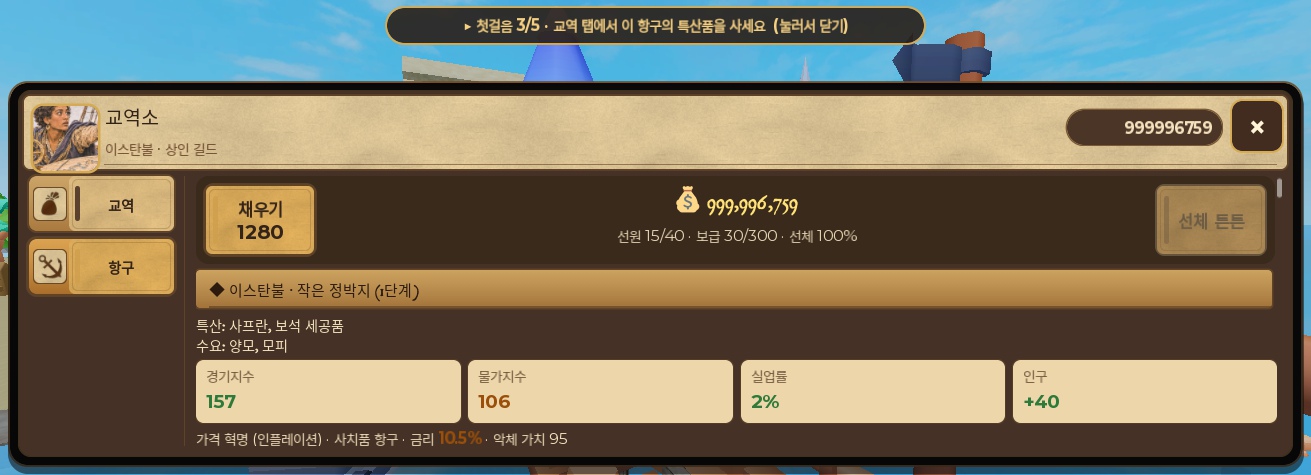 ▸ 첫걸음 3/5 · 교역 탭에서 이 항구의 특산품을 사세요 (눌러서 닫기)
교역소
이스탄불 · 상인 길드
999996759
×
교역
항구
채우기
1280
999,996,759
선원 15/40 · 보급 30/300 · 선체 100%
선체 튼튼
◆ 이스탄불 · 작은 정박지 (1단계)
특산: 사프란, 보석 세공품
수요: 양모, 모피
경기지수
157
물가지수
106
실업률
2%
인구
+40
가격 혁명 (인플레이션) · 사치품 항구 · 금리 10.5% · 악체 가치 95